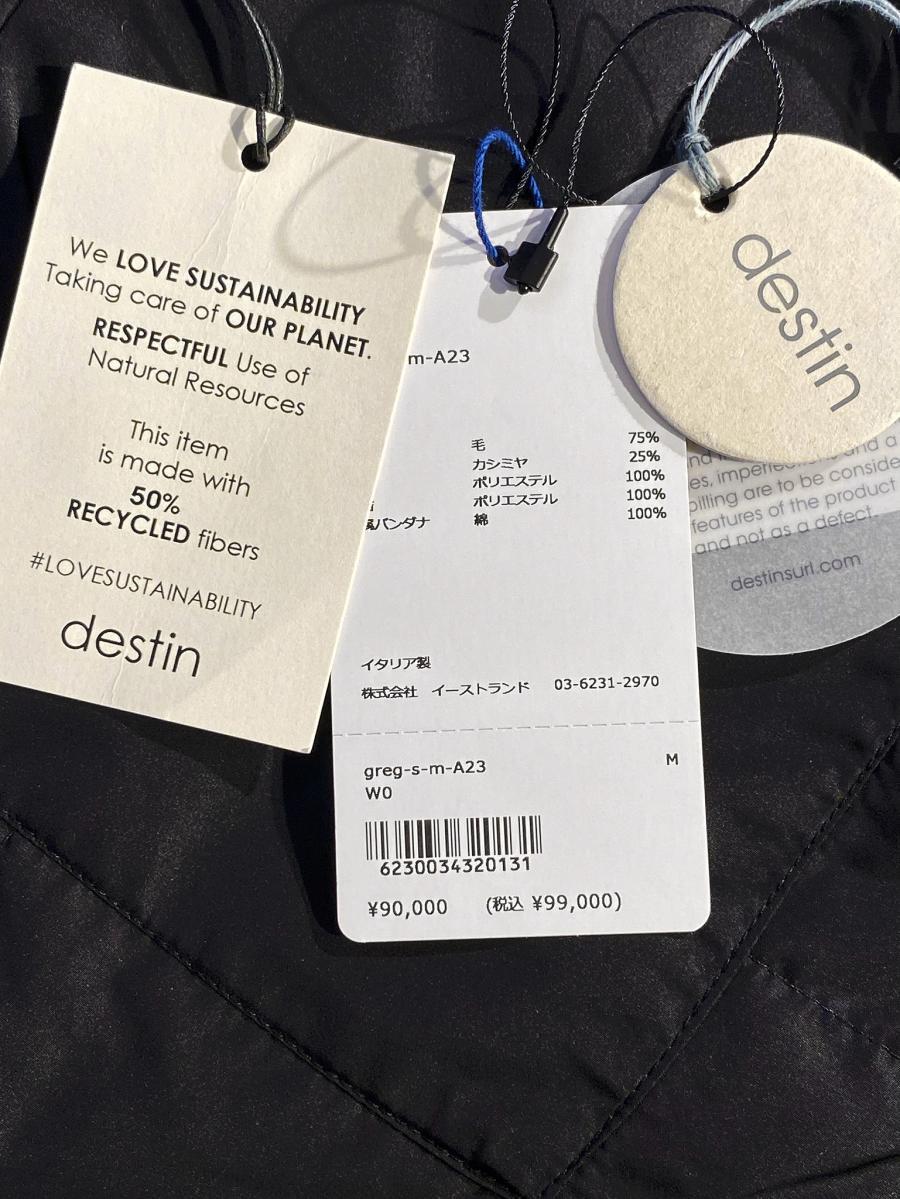 We LOVE SUSTAINABILITY
Taking care of OUR PLANET.
RESPECTFUL Use of
Natural Resources
This item
is made with
50%
RECYCLED fibers
#LOVESUSTAINABILITY
destin
m-A23
毛 75%
カシミヤ 25%
ポリエステル 100%
ポリエステル 100%
バンダナ 綿 100%
イタリア製
株式会社 イーストランド 03-6231-2970
greg-s-m-A23 M
W0
6230034320131
¥90,000 (税込 ¥99,000)
destin
and a
pilling are to be conside
features of the product
and not as a defect
destinsurl.com